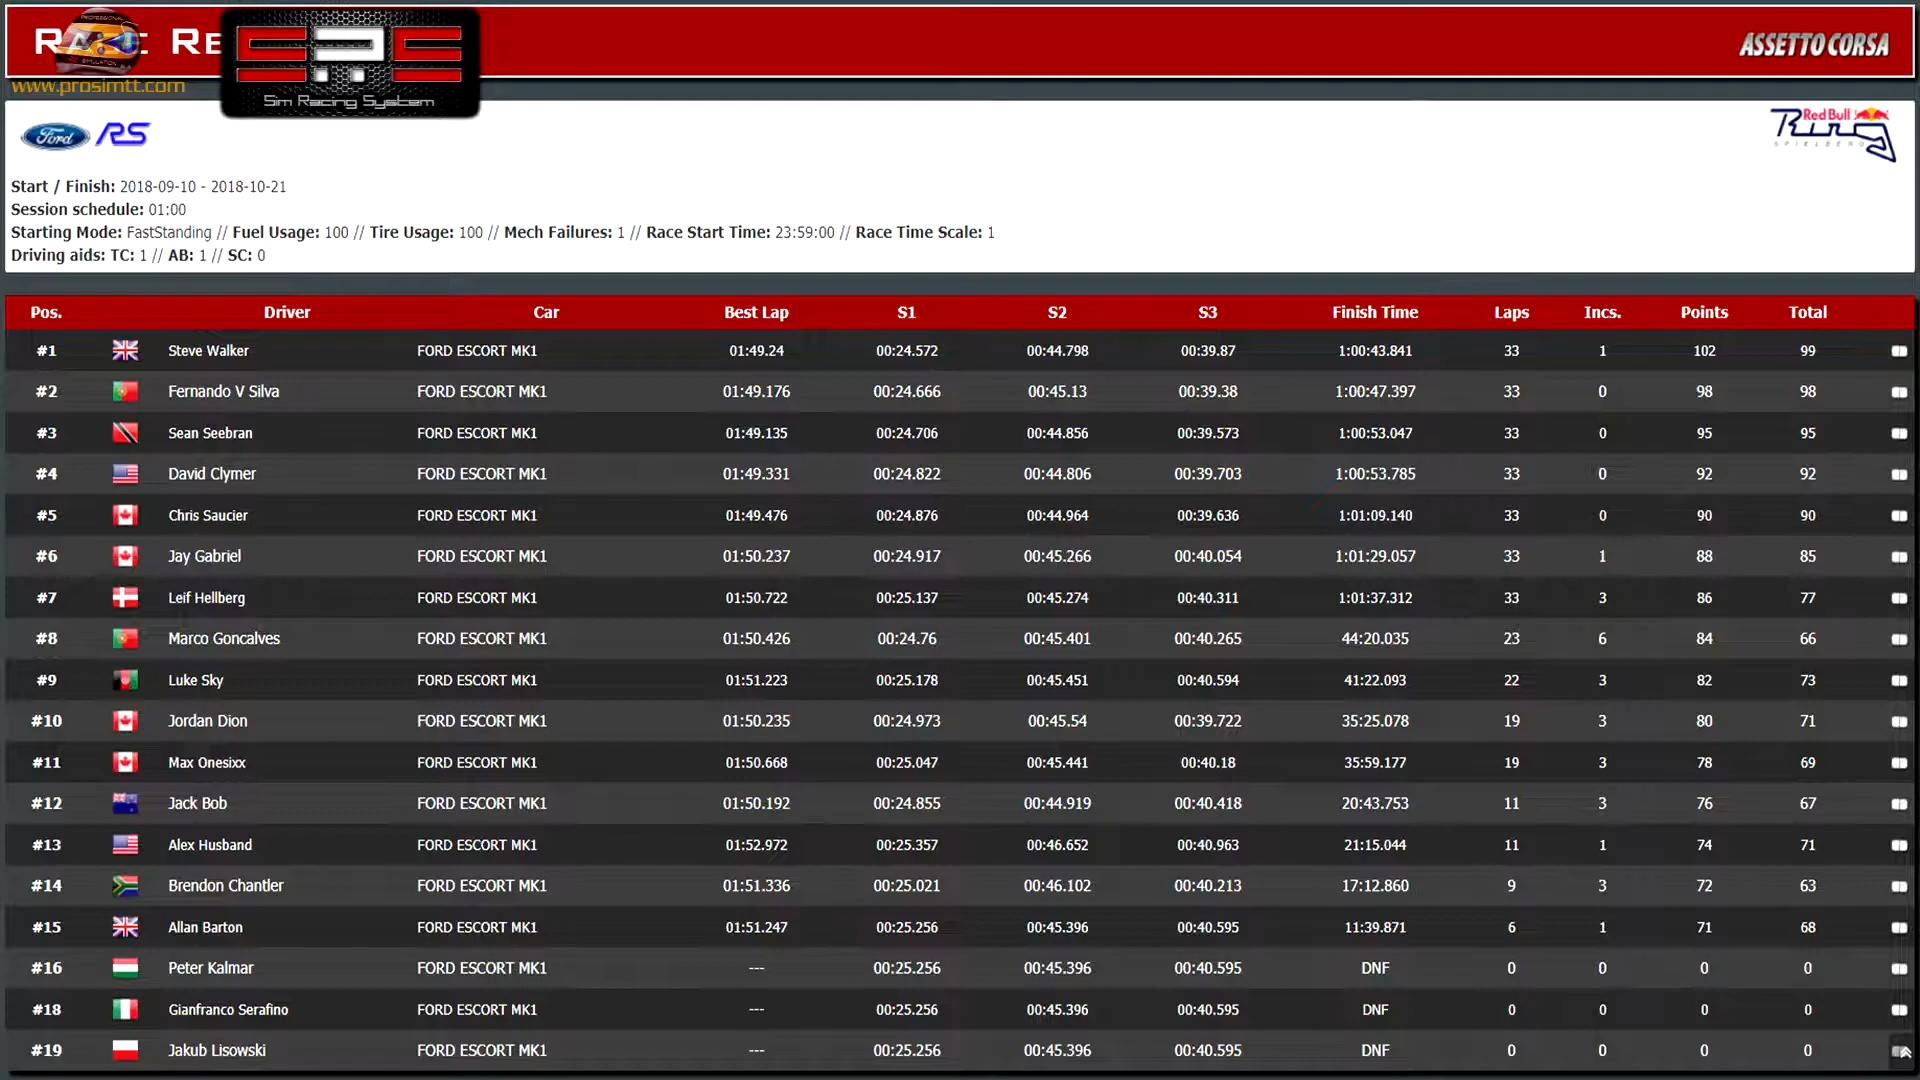 ASSETTO CORSA
www.prosimtt.com
Sim Racing System
Ford RS
Red Bull Ring
SPIELBERG
Start / Finish: 2018-09-10 - 2018-10-21
Session schedule: 01:00
Starting Mode: FastStanding // Fuel Usage: 100 // Tire Usage: 100 // Mech Failures: 1 // Race Start Time: 23:59:00 // Race Time Scale: 1
Driving aids: TC: 1 // AB: 1 // SC: 0
Pos. Driver Car Best Lap S1 S2 S3 Finish Time Laps Incs. Points Total
#1 Steve Walker FORD ESCORT MK1 01:49.24 00:24.572 00:44.798 00:39.87 1:00:43.841 33 1 102 99
#2 Fernando V Silva FORD ESCORT MK1 01:49.176 00:24.666 00:45.13 00:39.38 1:00:47.397 33 0 98 98
#3 Sean Seebran FORD ESCORT MK1 01:49.135 00:24.706 00:44.856 00:39.573 1:00:53.047 33 0 95 95
#4 David Clymer FORD ESCORT MK1 01:49.331 00:24.822 00:44.806 00:39.703 1:00:53.785 33 0 92 92
#5 Chris Saucier FORD ESCORT MK1 01:49.476 00:24.876 00:44.964 00:39.636 1:01:09.140 33 0 90 90
#6 Jay Gabriel FORD ESCORT MK1 01:50.237 00:24.917 00:45.266 00:40.054 1:01:29.057 33 1 88 85
#7 Leif Hellberg FORD ESCORT MK1 01:50.722 00:25.137 00:45.274 00:40.311 1:01:37.312 33 3 86 77
#8 Marco Goncalves FORD ESCORT MK1 01:50.426 00:24.76 00:45.401 00:40.265 44:20.035 23 6 84 66
#9 Luke Sky FORD ESCORT MK1 01:51.223 00:25.178 00:45.451 00:40.594 41:22.093 22 3 82 73
#10 Jordan Dion FORD ESCORT MK1 01:50.235 00:24.973 00:45.54 00:39.722 35:25.078 19 3 80 71
#11 Max Onesixx FORD ESCORT MK1 01:50.668 00:25.047 00:45.441 00:40.18 35:59.177 19 3 78 69
#12 Jack Bob FORD ESCORT MK1 01:50.192 00:24.855 00:44.919 00:40.418 20:43.753 11 3 76 67
#13 Alex Husband FORD ESCORT MK1 01:52.972 00:25.357 00:46.652 00:40.963 21:15.044 11 1 74 71
#14 Brendon Chantler FORD ESCORT MK1 01:51.336 00:25.021 00:46.102 00:40.213 17:12.860 9 3 72 63
#15 Allan Barton FORD ESCORT MK1 01:51.247 00:25.256 00:45.396 00:40.595 11:39.871 6 1 71 68
#16 Peter Kalmar FORD ESCORT MK1 --- 00:25.256 00:45.396 00:40.595 DNF 0 0 0 0
#18 Gianfranco Serafino FORD ESCORT MK1 --- 00:25.256 00:45.396 00:40.595 DNF 0 0 0 0
#19 Jakub Lisowski FORD ESCORT MK1 --- 00:25.256 00:45.396 00:40.595 DNF 0 0 0 0